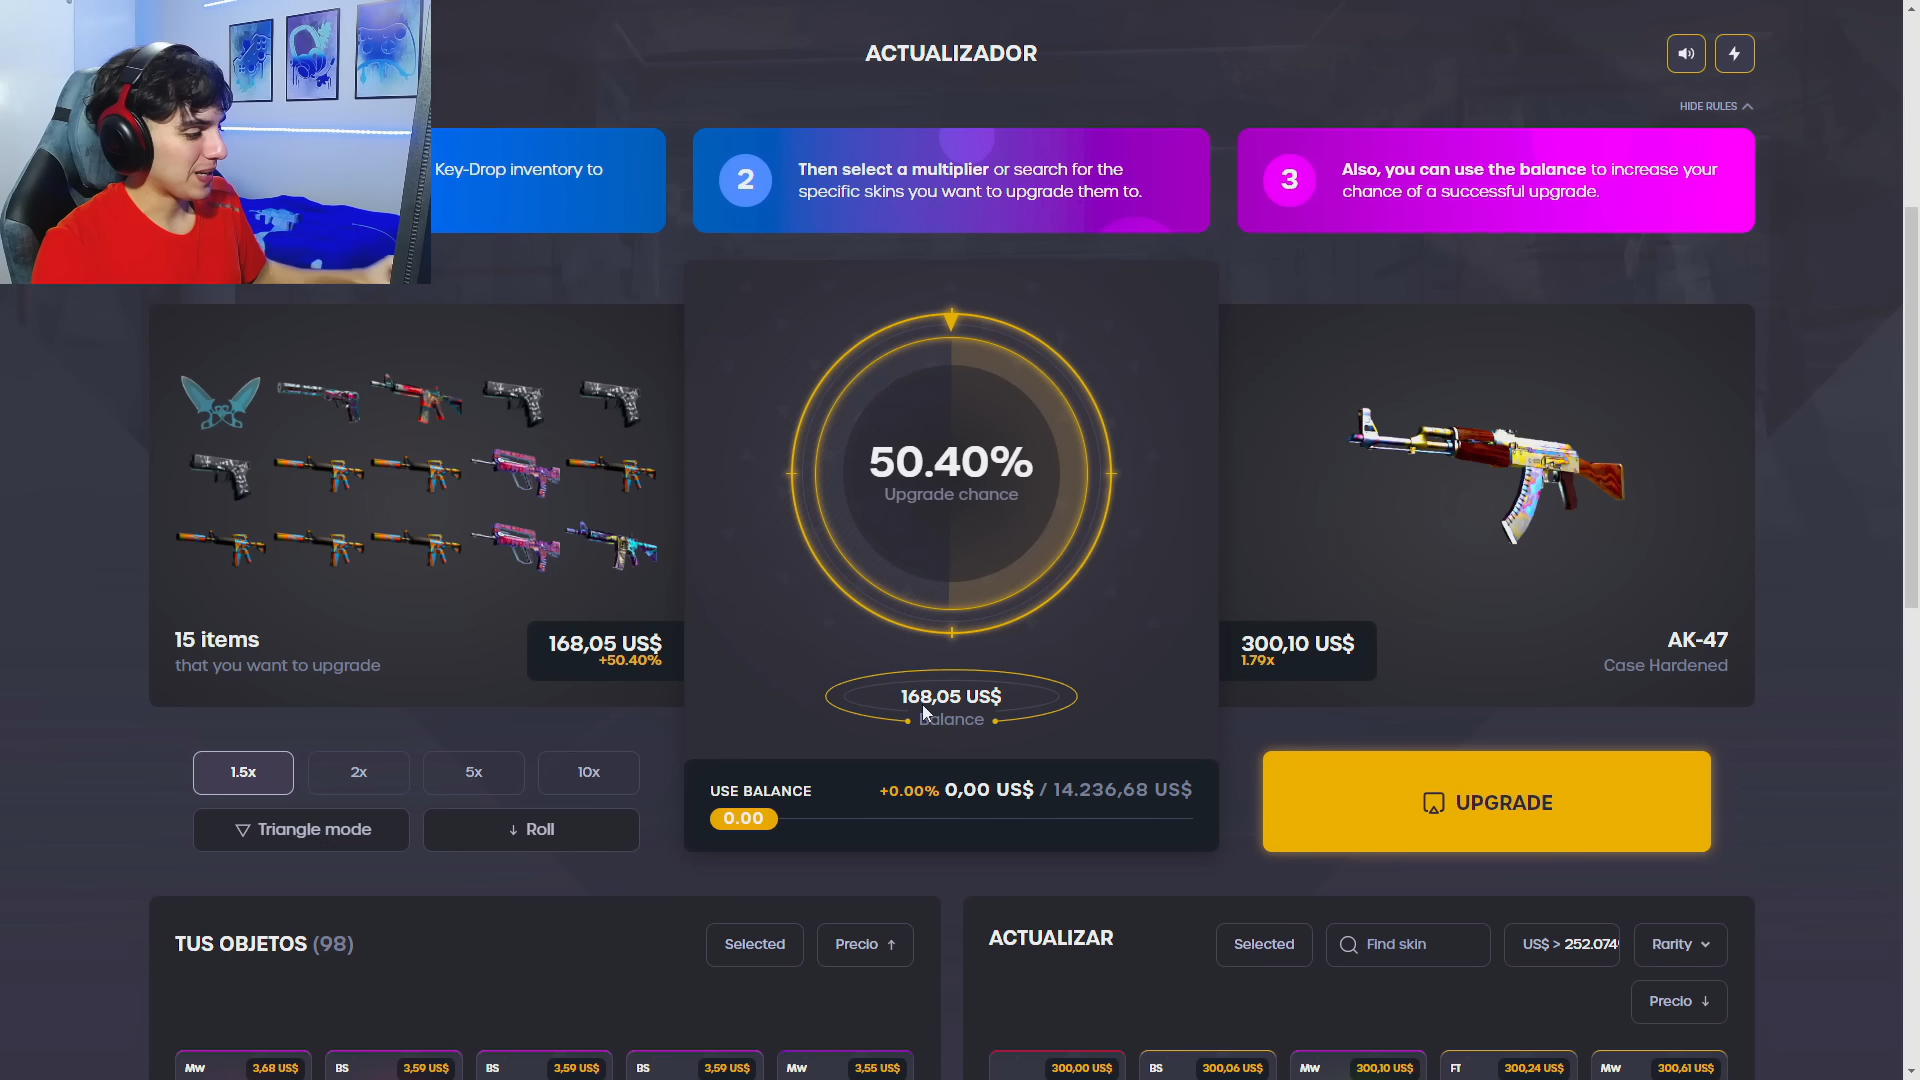 ACTUALIZADOR
HIDE RULES
Key-Drop inventory to
2
Then select a multiplier or search for the
specific skins you want to upgrade them to.
3
Also, you can use the balance to increase your
chance of a successful upgrade.
50.40%
Upgrade chance
15 items
that you want to upgrade
168,05 US$
+50.40%
300,10 US$
1.79x
AK-47
Case Hardened
168,05 US$
Balance
1.5x
2x
5x
10x
Triangle mode
Roll
USE BALANCE
+0.00% 0,00 US$ / 14.236,68 US$
0.00
UPGRADE
TUS OBJETOS (98)
Selected
Precio
ACTUALIZAR
Selected
Find skin
US$ > 252.074
Rarity
Precio
MW 3,68 US$
BS 3,59 US$
BS 3,59 US$
BS 3,59 US$
MW 3,55 US$
300,00 US$
BS 300,06 US$
MW 300,10 US$
FT 300,24 US$
MW 300,61 US$